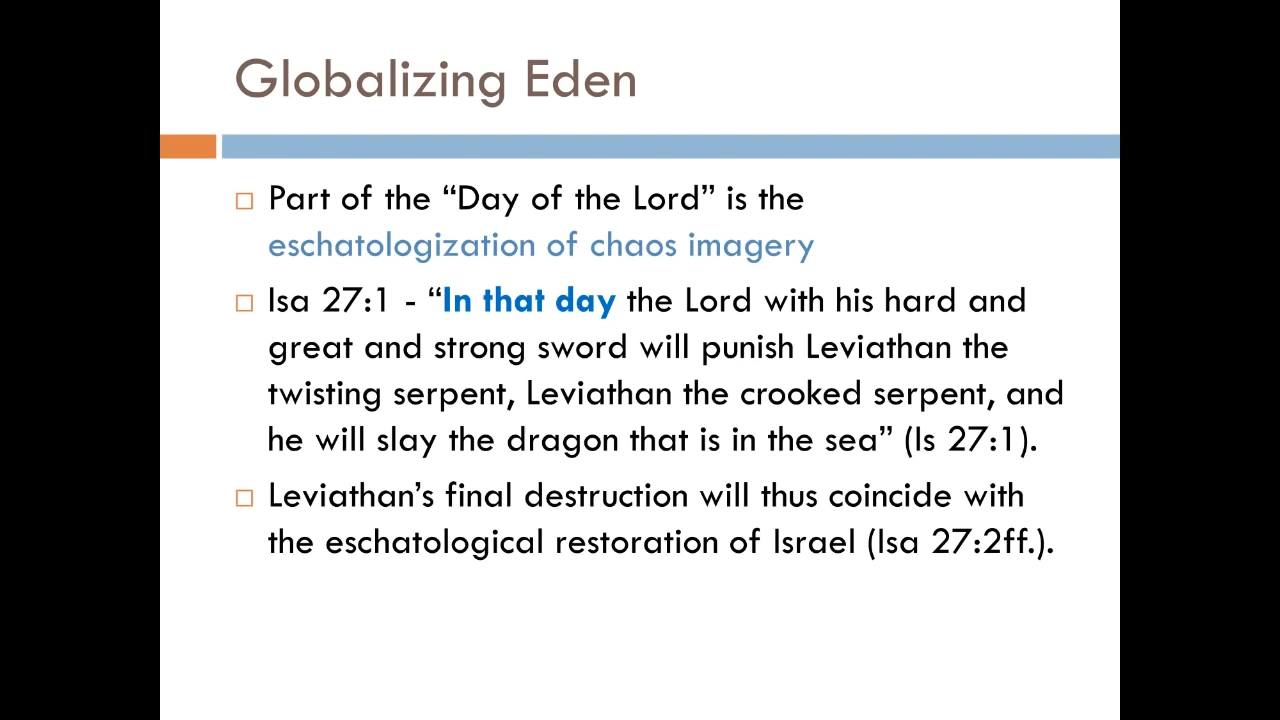 Globalizing Eden
Part of the “Day of the Lord” is the
eschatologization of chaos imagery
Isa 27:1 - “In that day the Lord with his hard and
great and strong sword will punish Leviathan the
twisting serpent, Leviathan the crooked serpent, and
he will slay the dragon that is in the sea” (Is 27:1).
Leviathan’s final destruction will thus coincide with
the eschatological restoration of Israel (Isa 27:2ff.).